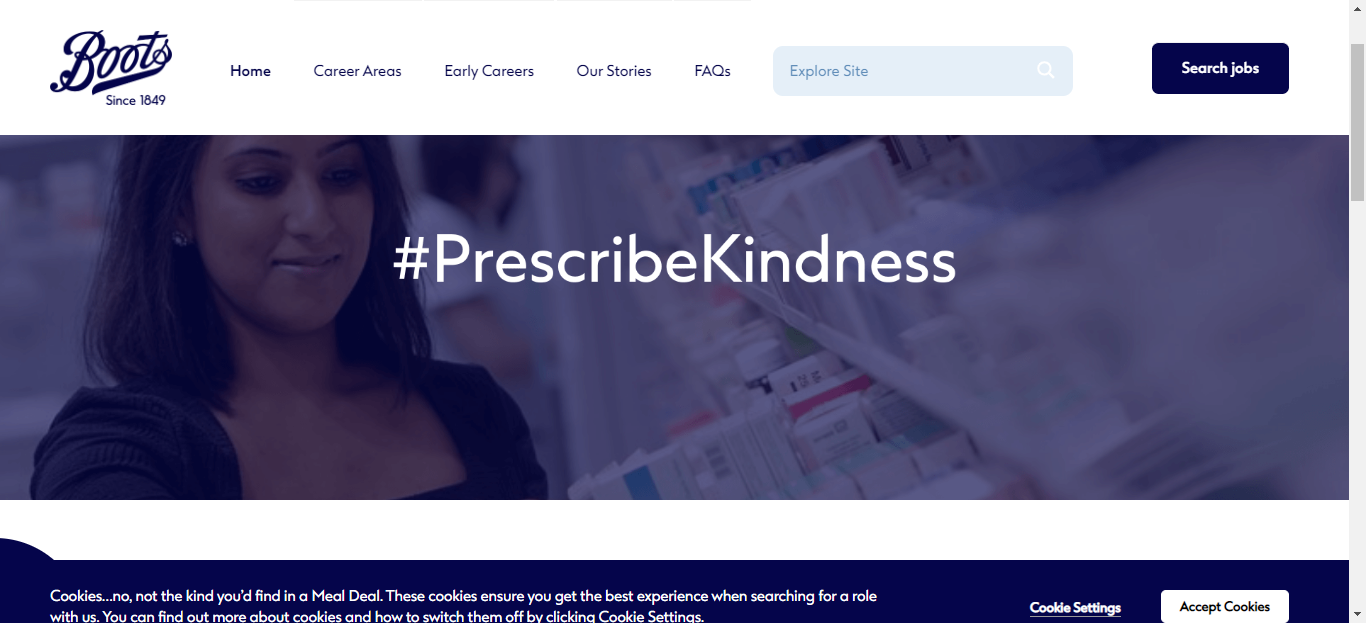 Boots
Since 1849
Home
Career Areas
Early Careers
Our Stories
FAQs
Explore Site
Search jobs
#PrescribeKindness
Cookies...no, not the kind you'd find in a Meal Deal. These cookies ensure you get the best experience when searching for a role
with us. You can find out more about cookies and how to switch them off by clicking Cookie Settings.
Cookie Settings
Accept Cookies